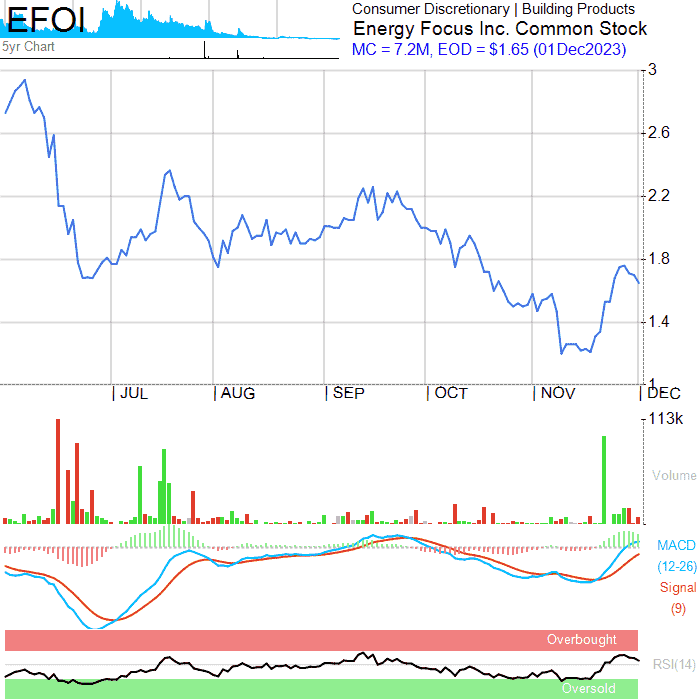 EFOI
5yr Chart
Consumer Discretionary | Building Products
Energy Focus Inc. Common Stock
MC = 7.2M, EOD = $1.65 (01Dec2023)
3
2.6
2.2
1.8
1.4
1
JUL AUG SEP OCT NOV DEC
113k
Volume
MACD
(12-26)
Signal
(9)
Overbought
RSI(14)
Oversold